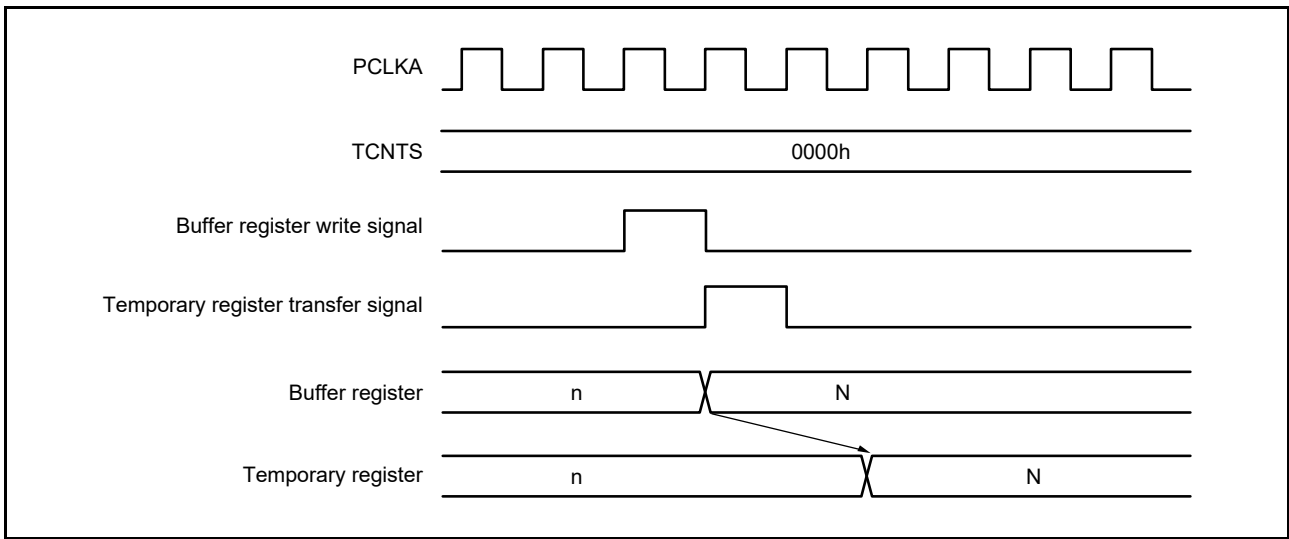 PCLKA
TCNTS
0000h
Buffer register write signal
Temporary register transfer signal
Buffer register
n
N
Temporary register
n
N